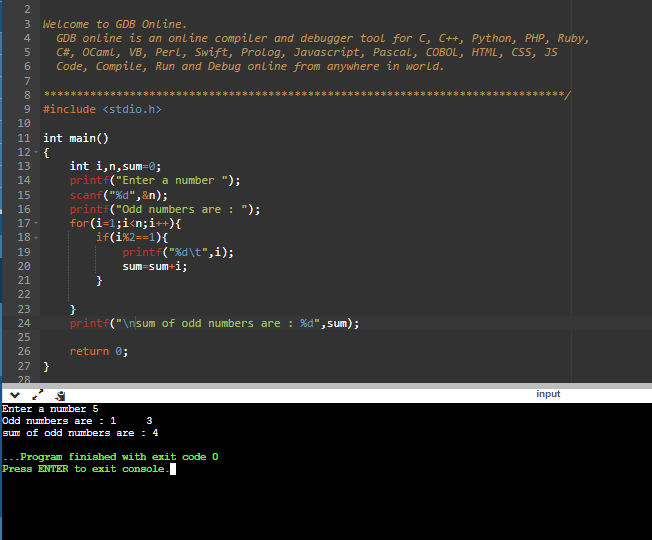 2
3 Welcome to GDB Online.
4 GDB online is an online compiler and debugger tool for C, C++, Python, PHP, Ruby,
5 C#, OCaml, VB, Perl, Swift, Prolog, Javascript, Pascal, COBOL, HTML, CSS, JS
6 Code, Compile, Run and Debug online from anywhere in world.
7
8 *******************************************************************************/
9 #include <stdio.h>
10
11 int main()
12 {
13     int i,n,sum=0;
14     printf("Enter a number ");
15     scanf("%d",&n);
16     printf("Odd numbers are : ");
17     for(i=1;i<n;i++){
18         if(i%2==1){
19             printf("%d\t",i);
20             sum=sum+i;
21         }
22
23     }
24     printf("\nsum of odd numbers are : %d",sum);
25
26     return 0;
27 }
28
input
Enter a number 5
Odd numbers are : 1     3
sum of odd numbers are : 4
...Program finished with exit code 0
Press ENTER to exit console.